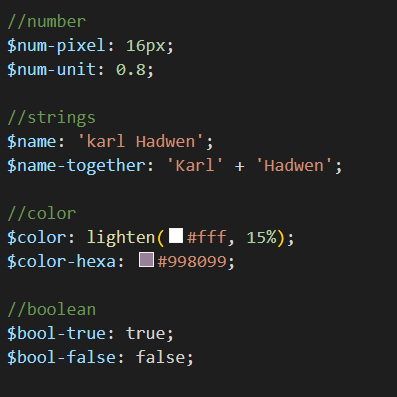 //number
$num-pixel: 16px;
$num-unit: 0.8;
//strings
$name: 'karl Hadwen';
$name-together: 'Karl' + 'Hadwen';
//color
$color: lighten(#fff, 15%);
$color-hexa: #998099;
//boolean
$bool-true: true;
$bool-false: false;